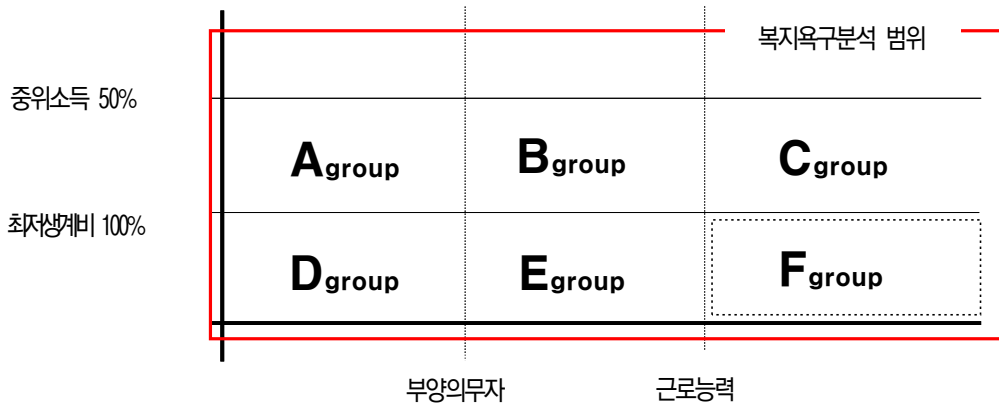 복지욕구분석 범위
중위소득 50%
Agroup Bgroup Cgroup
최저생계비 100%
Dgroup Egroup Fgroup
부양의무자 근로능력